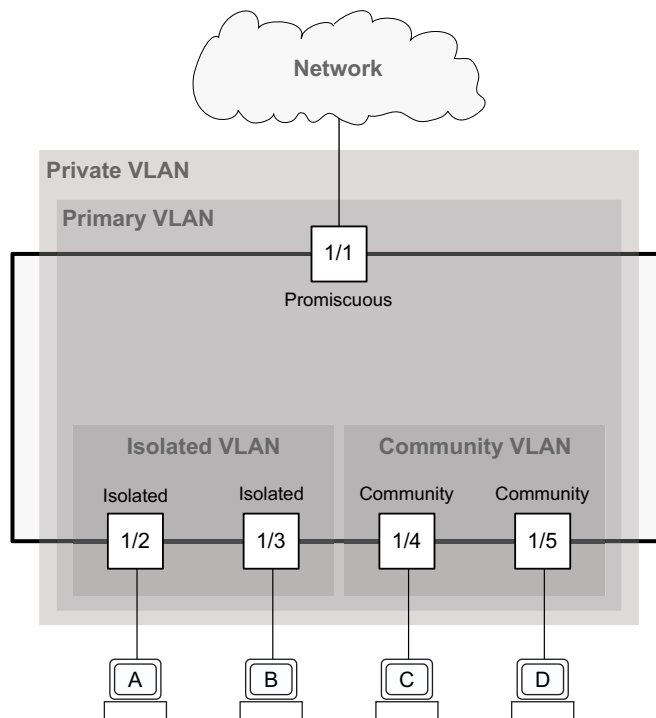 Network
Private VLAN
Primary VLAN
1/1
Promiscuous
Isolated VLAN
Community VLAN
Isolated
Isolated
Community
Community
1/2
1/3
1/4
1/5
A
B
C
D